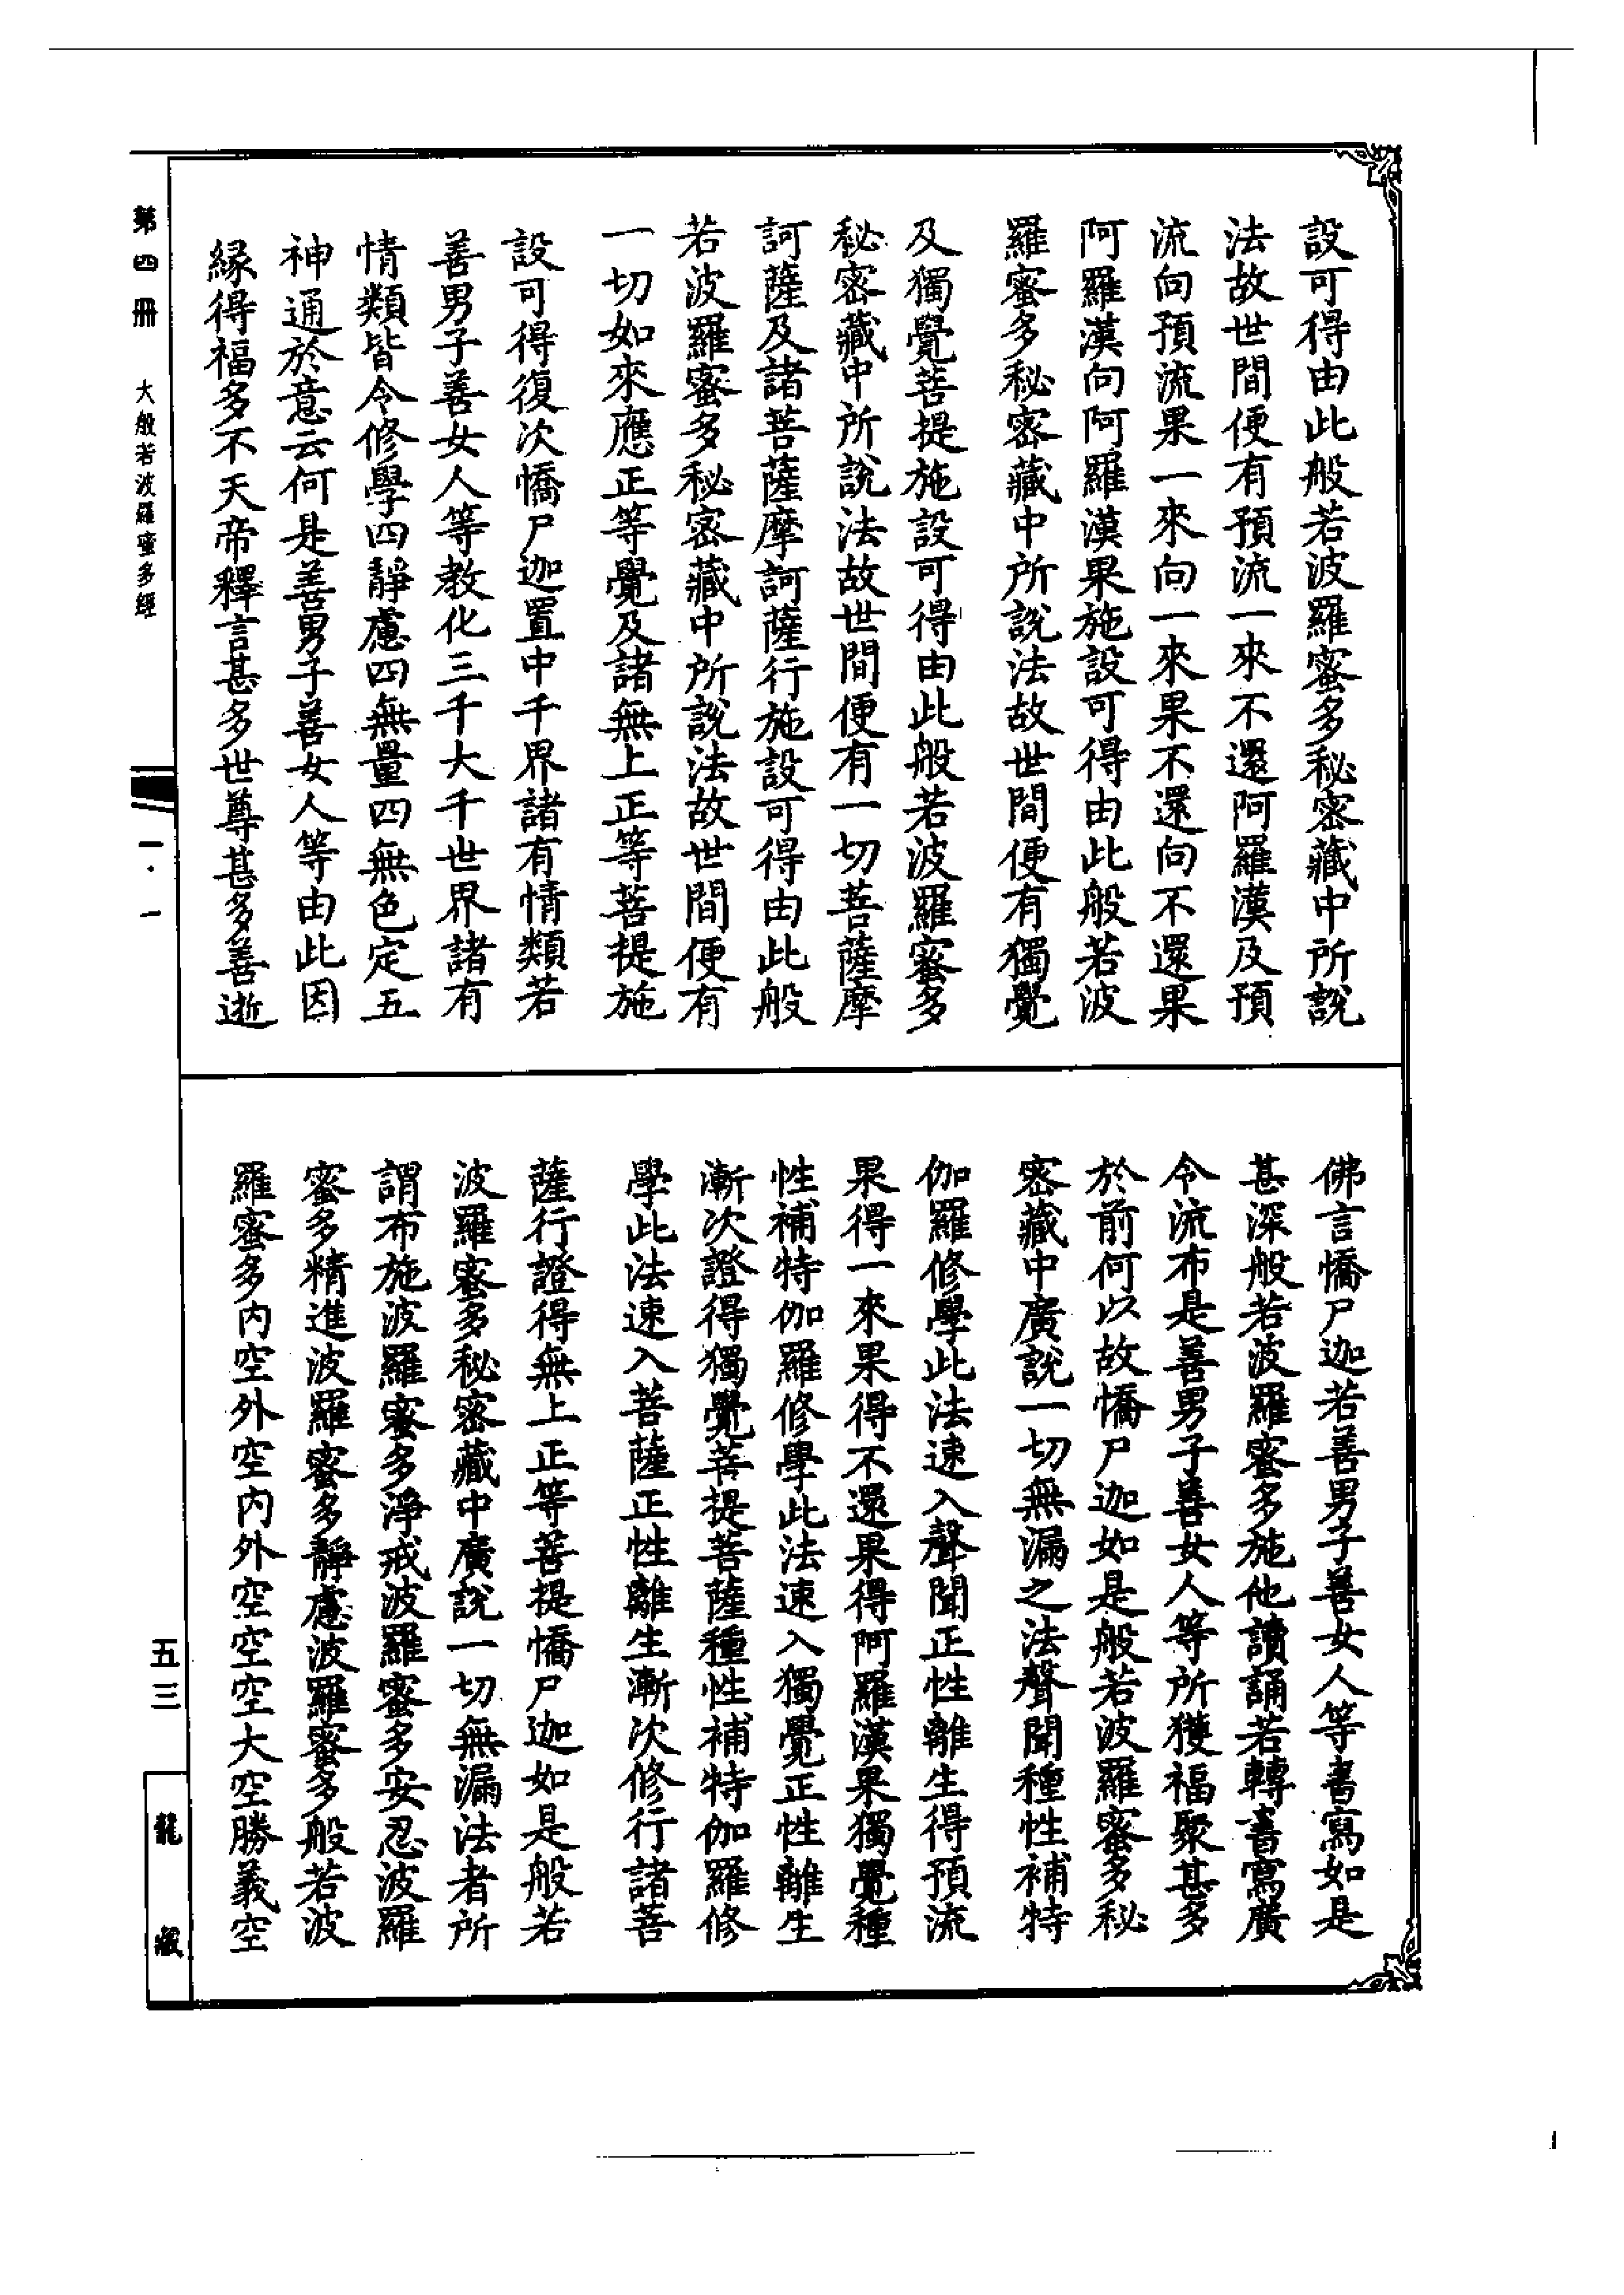 設可得由此般若波羅蜜多秘密藏中所說
法故世間便有預流一來不還阿羅漢及預
流向預流果一來向一來果不還向不還果
阿羅漢向阿羅漢果施設可得由此般若波
羅蜜多秘密藏中所說法故世間便有獨覺
及獨覺菩提施設可得由此般若波羅蜜多
秘密藏中所說法故世間便有一切菩薩摩
訶薩及諸菩薩摩訶薩行施設可得由此般
若波羅蜜多秘密藏中所說法故世間便有
一切如來應正等覺及諸無上正等菩提施
設可得復次憍尸迦置中千界諸有情類若
善男子善女人等教化三千大千世界諸有
情類皆令修學四靜慮四無量四無色定五
神通於意云何是善男子善女人等由此因
緣得福多不天帝釋言甚多世尊甚多善逝
佛言憍尸迦若善男子善女人等書寫如是
甚深般若波羅蜜多施他讀誦若轉書寫廣
令流布是善男子善女人等所獲福聚甚多
於前何以故憍尸迦如是般若波羅蜜多秘
密藏中廣說一切無漏之法聲聞種性補特
伽羅修學此法速入聲聞正性離生得預流
果得一來果得不還果得阿羅漢果獨覺種
性補特伽羅修學此法速入獨覺正性離生
漸次證得獨覺菩提菩薩種性補特伽羅修
學此法速入菩薩正性離生漸次修行諸菩
薩行證得無上正等菩提憍尸迦如是般若
波羅蜜多秘密藏中廣說一切無漏法者所
謂布施波羅蜜多淨戒波羅蜜多安忍波羅
蜜多精進波羅蜜多靜慮波羅蜜多般若波
羅蜜多內空外空內外空空空大空勝義空
第四冊 大般若波羅蜜多經
一·一
五三
龍藏